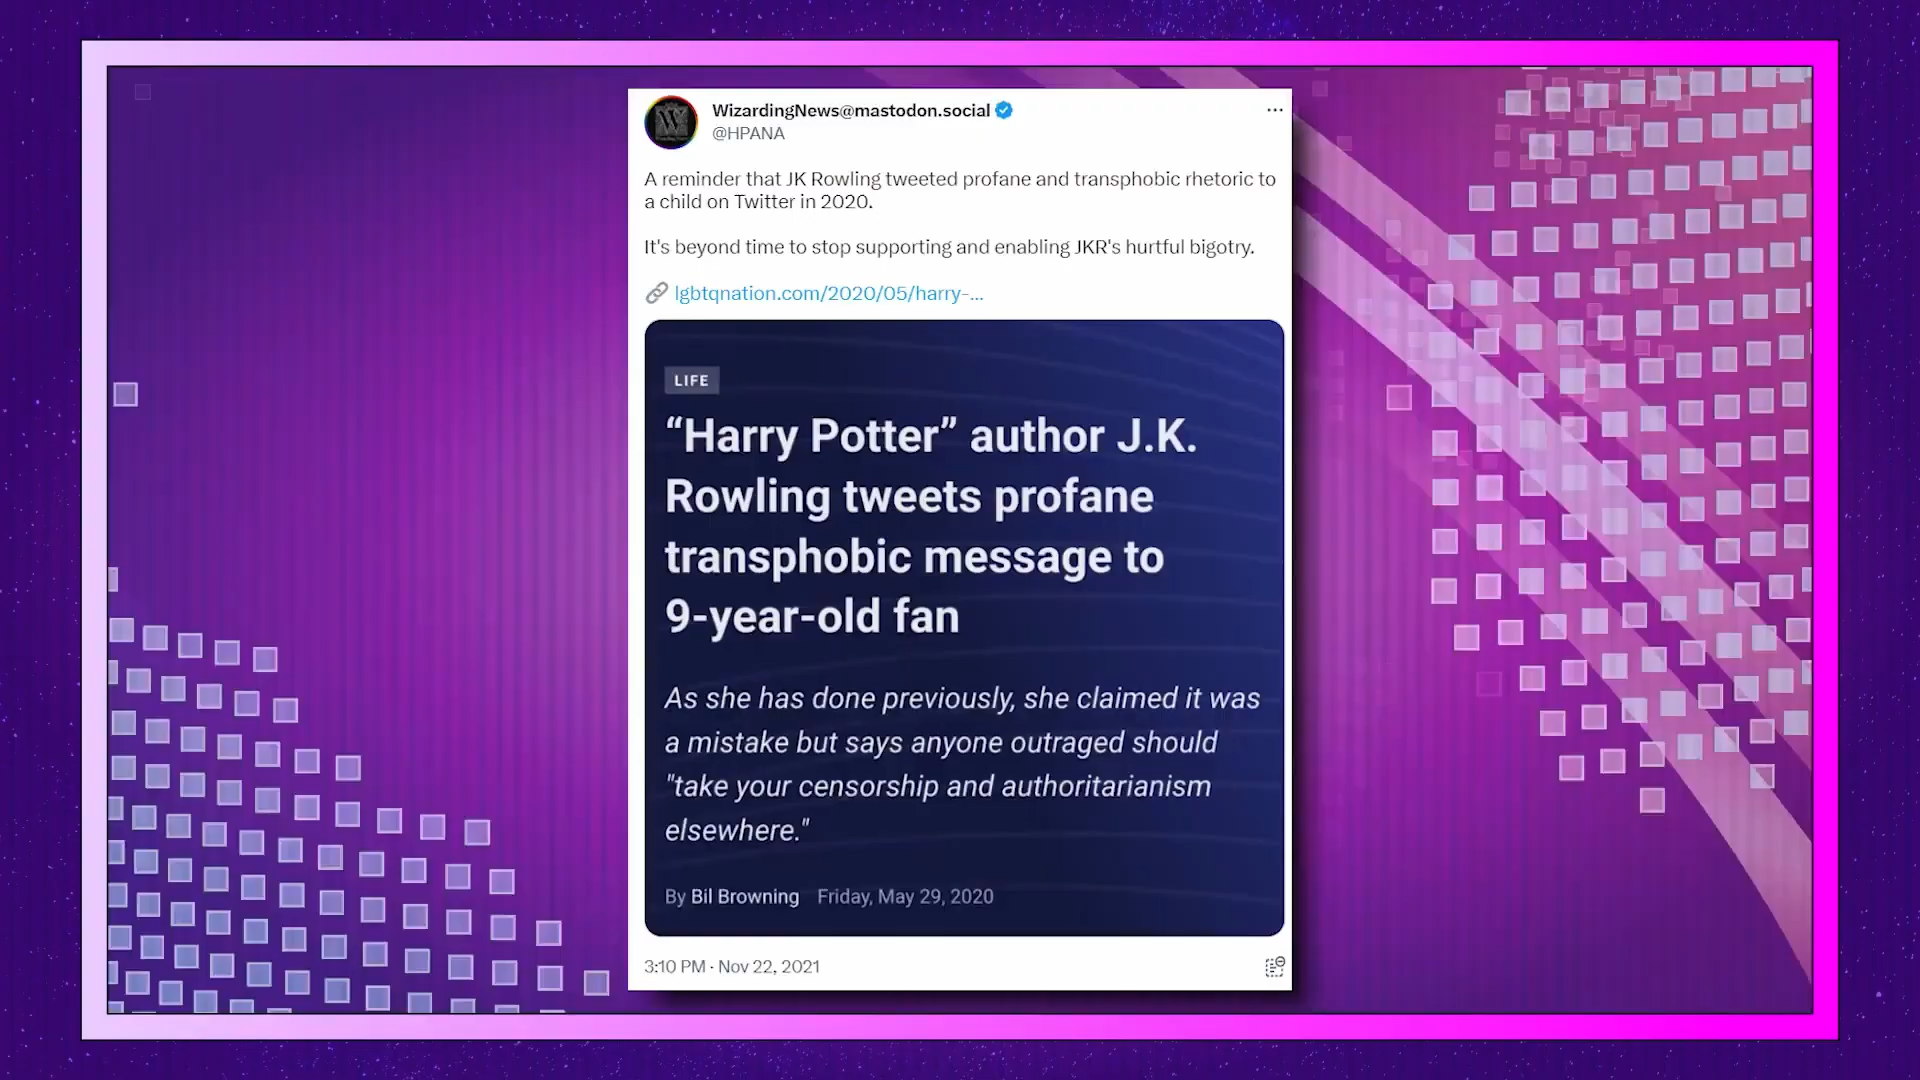 WizardingNews@mastodon.social
@HPANA
A reminder that JK Rowling tweeted profane and transphobic rhetoric to
a child on Twitter in 2020.
It's beyond time to stop supporting and enabling JKR's hurtful bigotry.
lgbtqnation.com/2020/05/harry-...
LIFE
“Harry Potter” author J.K.
Rowling tweets profane
transphobic message to
9-year-old fan
As she has done previously, she claimed it was
a mistake but says anyone outraged should
"take your censorship and authoritarianism
elsewhere."
By Bil Browning Friday, May 29, 2020
3:10 PM · Nov 22, 2021